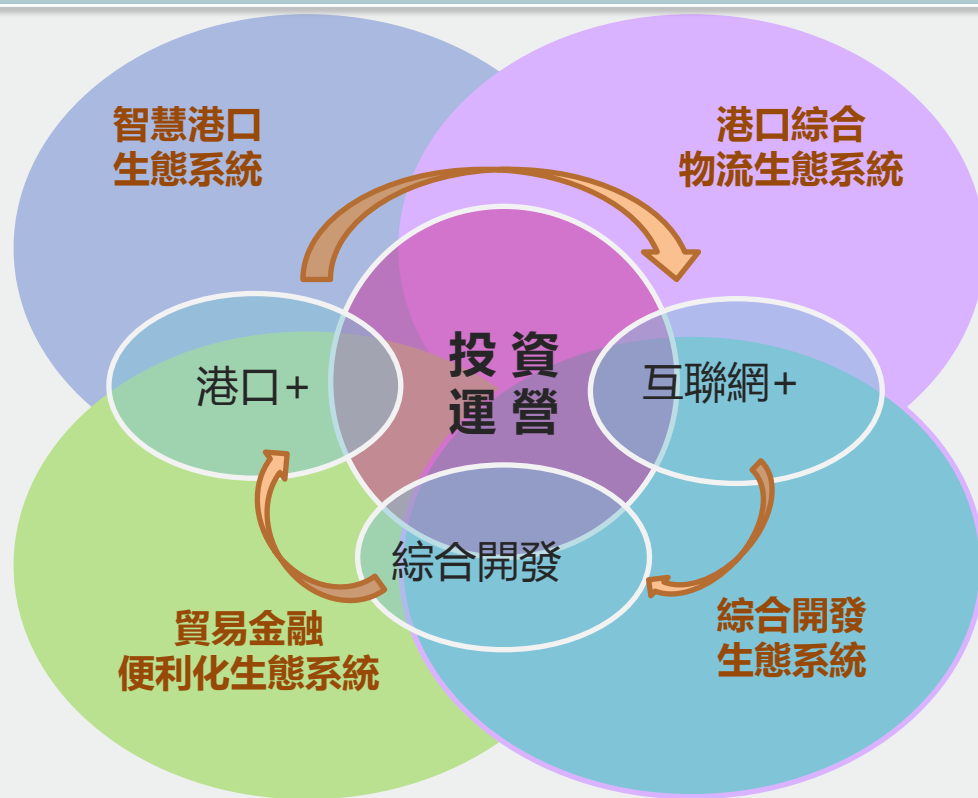 智慧港口
生態系統
港口綜合
物流生態系統
投資
運營
港口+
互聯網+
綜合開發
貿易金融
便利化生態系統
綜合開發
生態系統